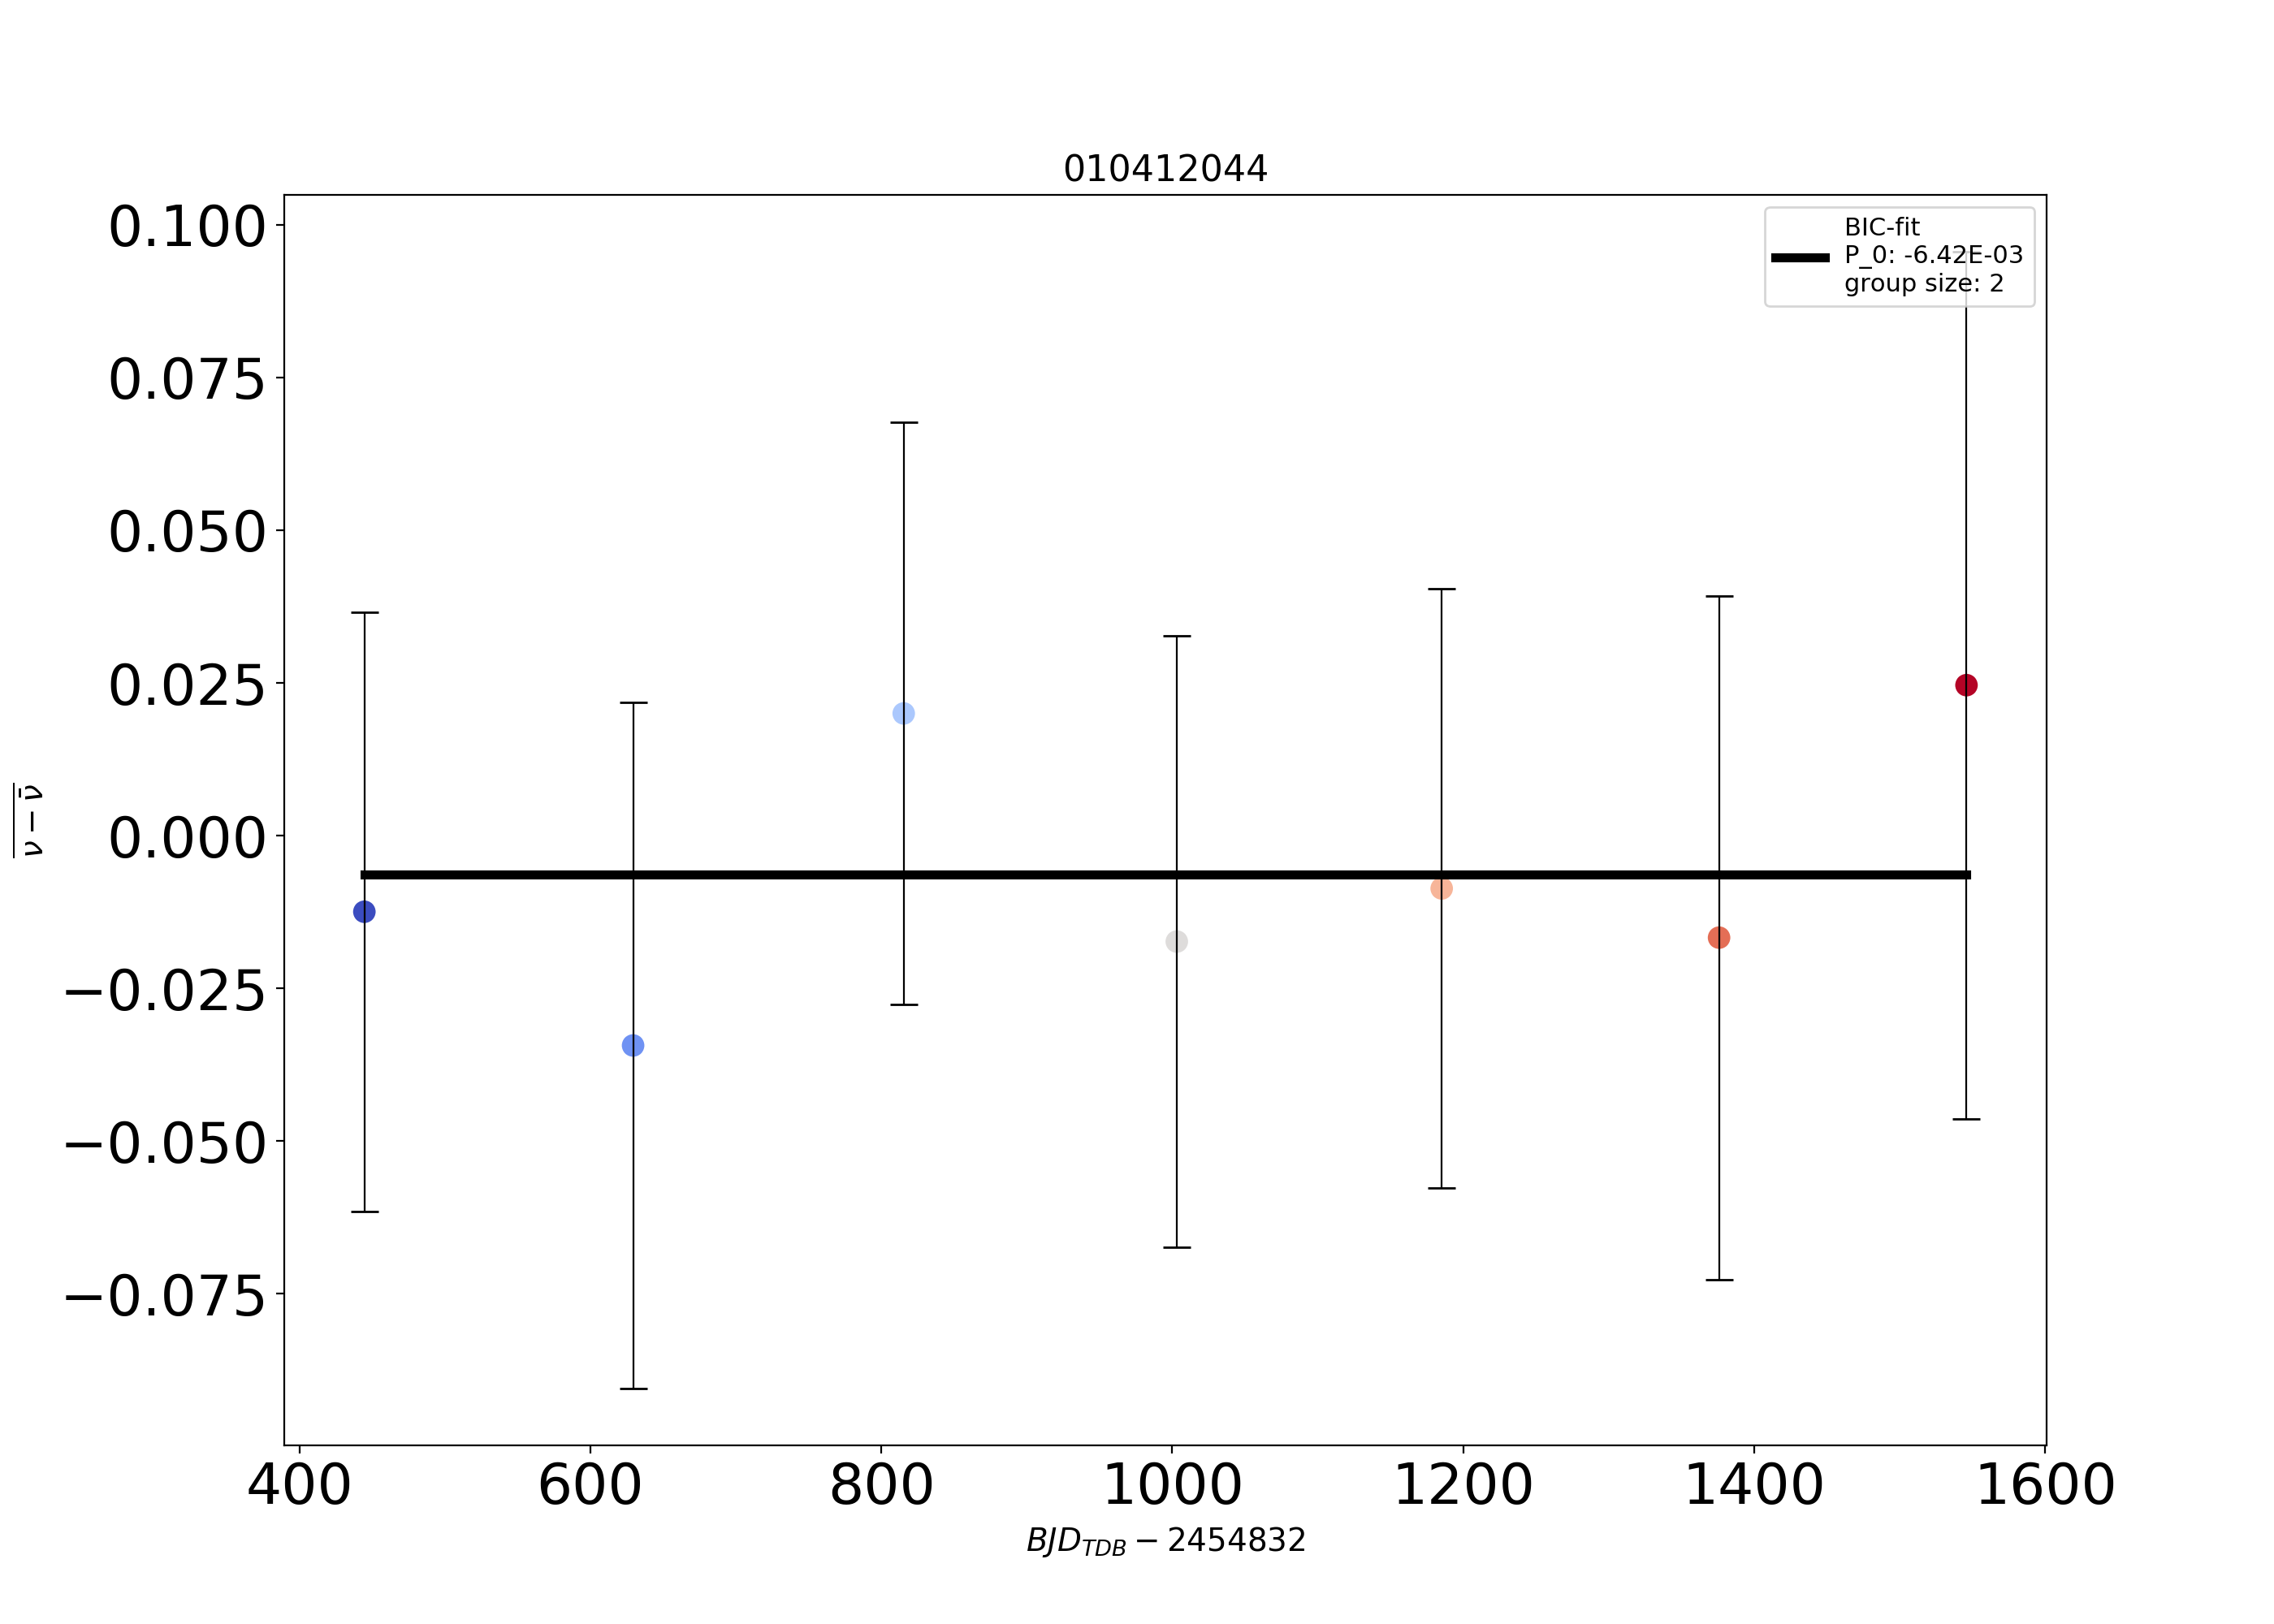 010412044
BIC-fit
P_0: -6.42E-03
group size: 2
0.100
0.075
0.050
0.025
0.000
−0.025
−0.050
−0.075
ν − ν̄
400 600 800 1000 1200 1400 1600
BJD_TDB − 2454832